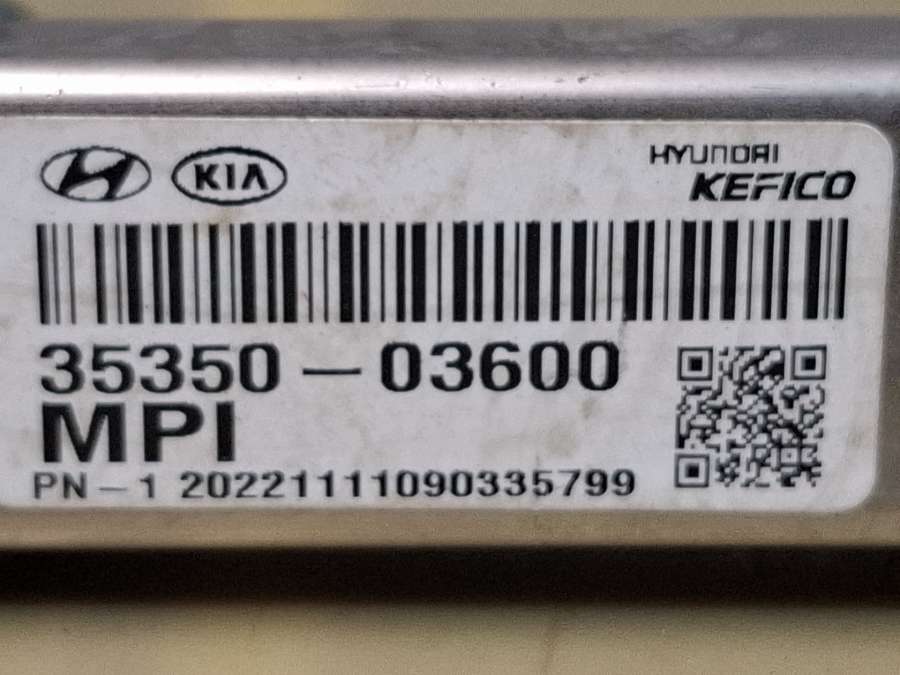 KIA
HYUNDAI
KEFICO
35350-03600
MPI
PN-1 20221111090335799